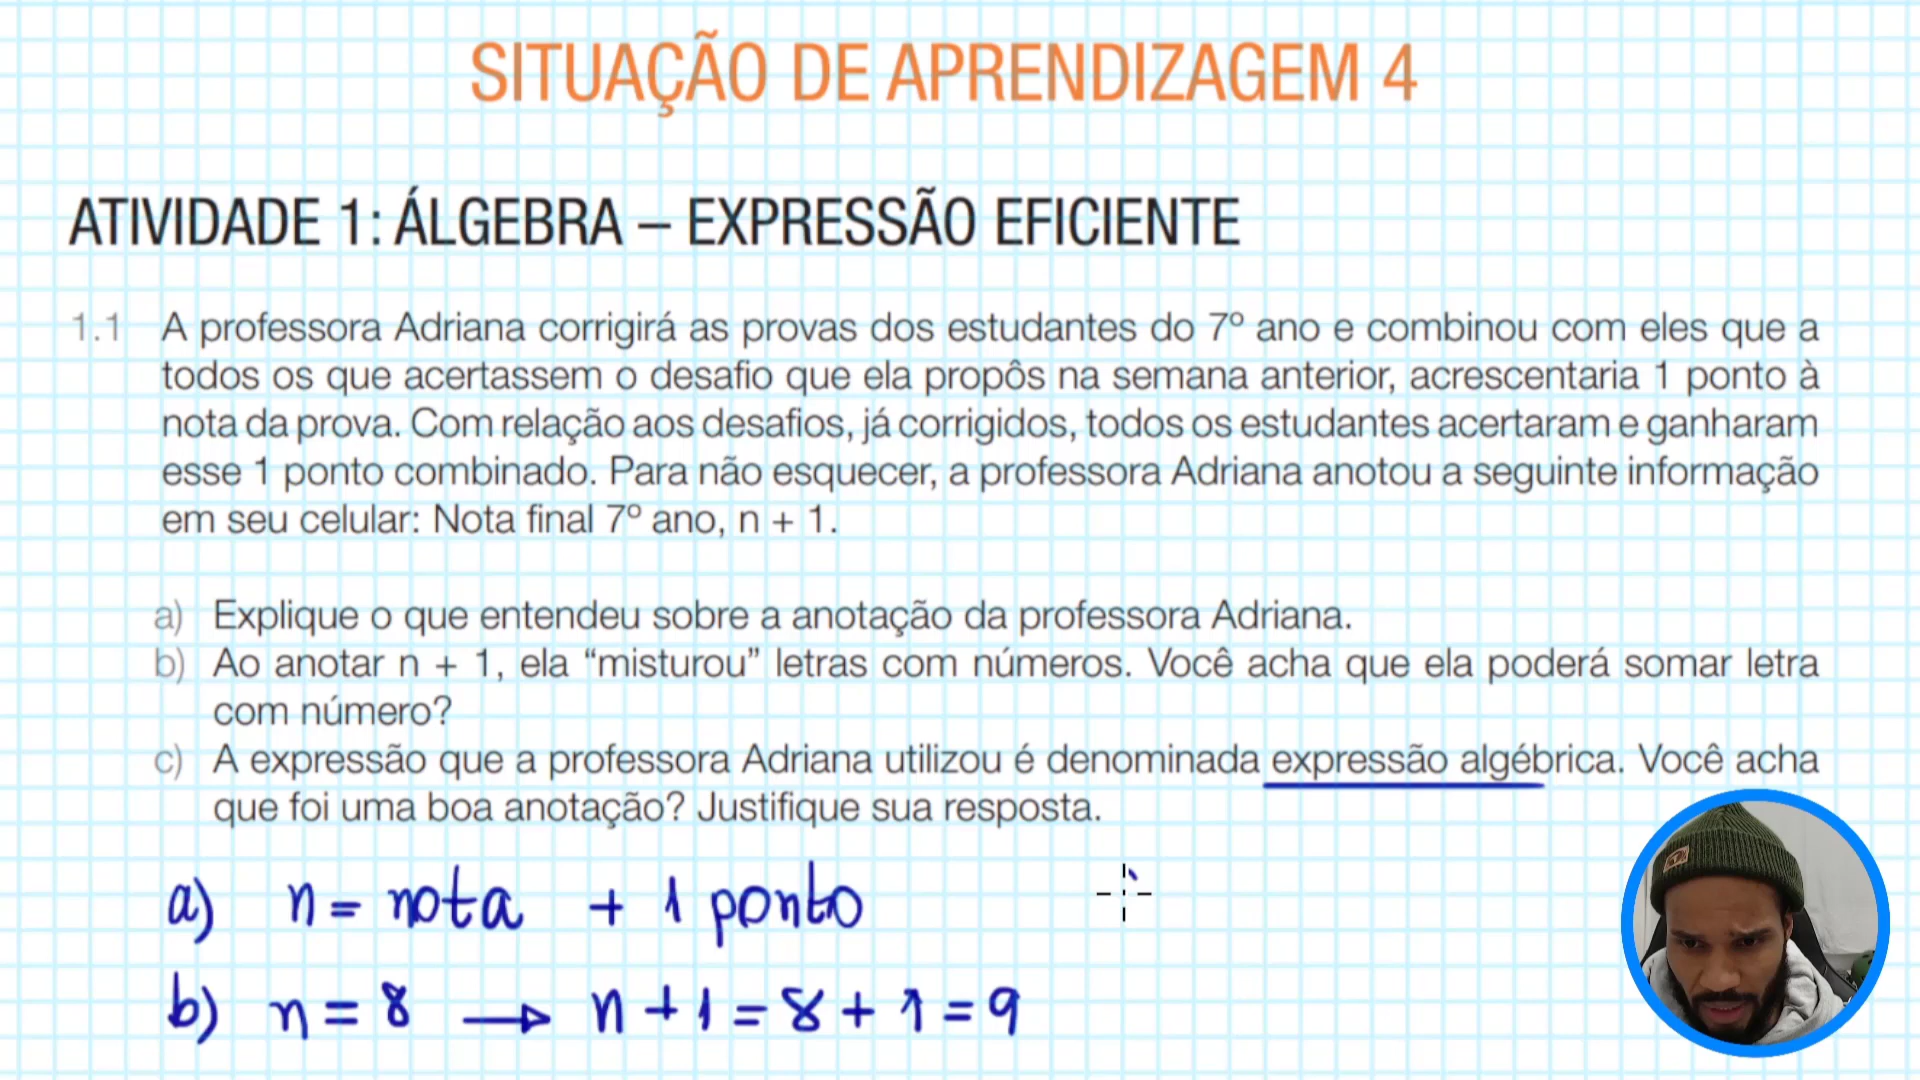 SITUAÇÃO DE APRENDIZAGEM 4
ATIVIDADE 1: ÁLGEBRA – EXPRESSÃO EFICIENTE
1.1 A professora Adriana corrigirá as provas dos estudantes do 7º ano e combinou com eles que a
todos os que acertassem o desafio que ela propôs na semana anterior, acrescentaria 1 ponto à
nota da prova. Com relação aos desafios, já corrigidos, todos os estudantes acertaram e ganharam
esse 1 ponto combinado. Para não esquecer, a professora Adriana anotou a seguinte informação
em seu celular: Nota final 7º ano, n + 1.
a) Explique o que entendeu sobre a anotação da professora Adriana.
b) Ao anotar n + 1, ela “misturou” letras com números. Você acha que ela poderá somar letra
com número?
c) A expressão que a professora Adriana utilizou é denominada expressão algébrica. Você acha
que foi uma boa anotação? Justifique sua resposta.
a) n = nota + 1 ponto
b) n = 8 → n + 1 = 8 + 1 = 9